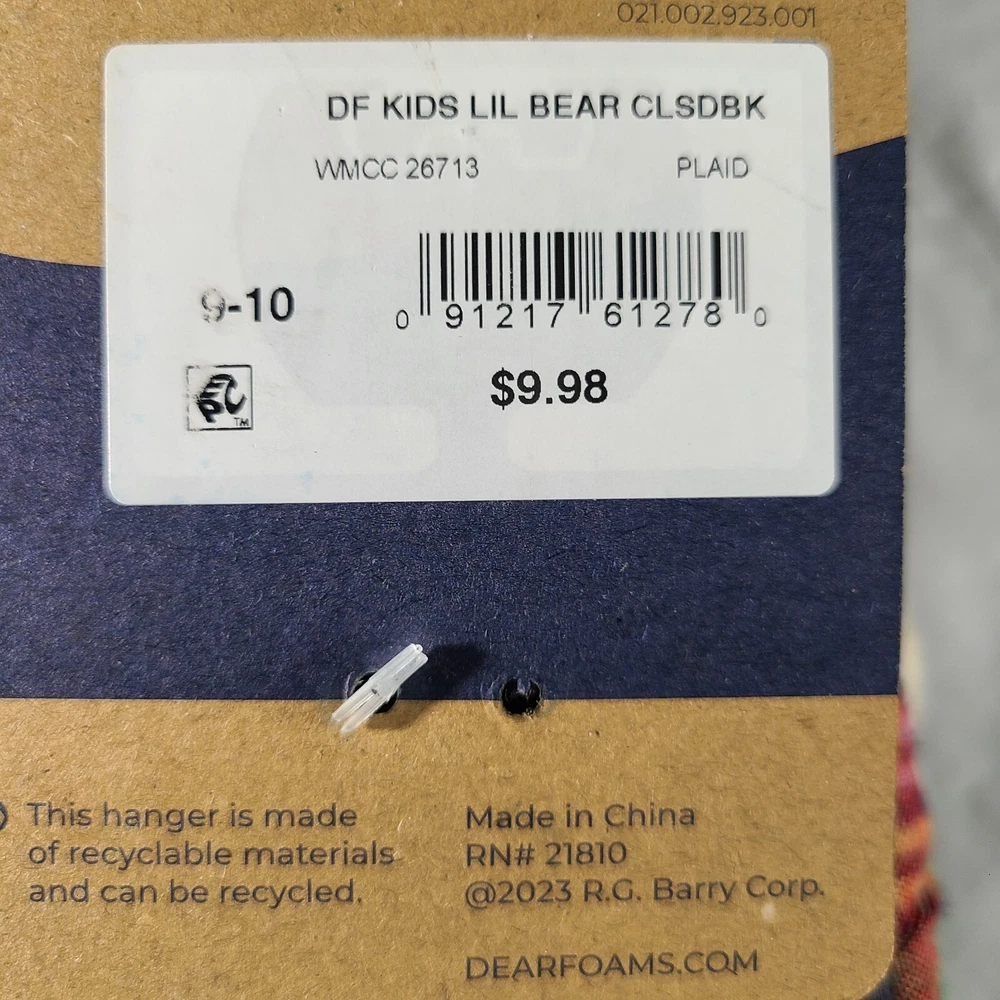 021.002.923.001
DF KIDS LIL BEAR CLSDBK
WMCC 26713 PLAID
9-10
0 91217 61278 0
$9.98
EPC TM
This hanger is made
of recyclable materials
and can be recycled.
Made in China
RN# 21810
@2023 R.G. Barry Corp.
DEARFOAMS.COM